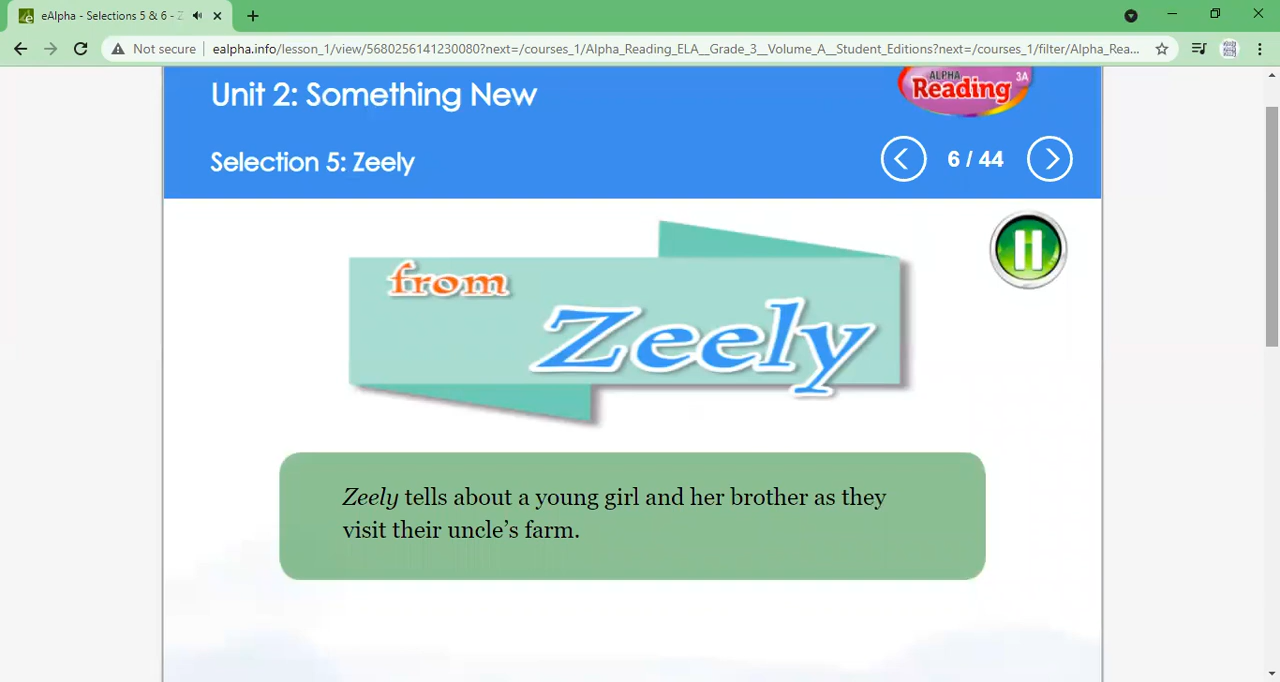 eAlpha - Selections 5 & 6 - Z
Not secure
ealpha.info/lesson_1/view/5680256141230080?next=/courses_1/Alpha_Reading_ELA__Grade_3__Volume_A__Student_Editions?next=/courses_1/filter/Alpha_Rea...
Unit 2: Something New
ALPHA
Reading
3A
Selection 5: Zeely
6 / 44
from
Zeely
Zeely tells about a young girl and her brother as they
visit their uncle’s farm.